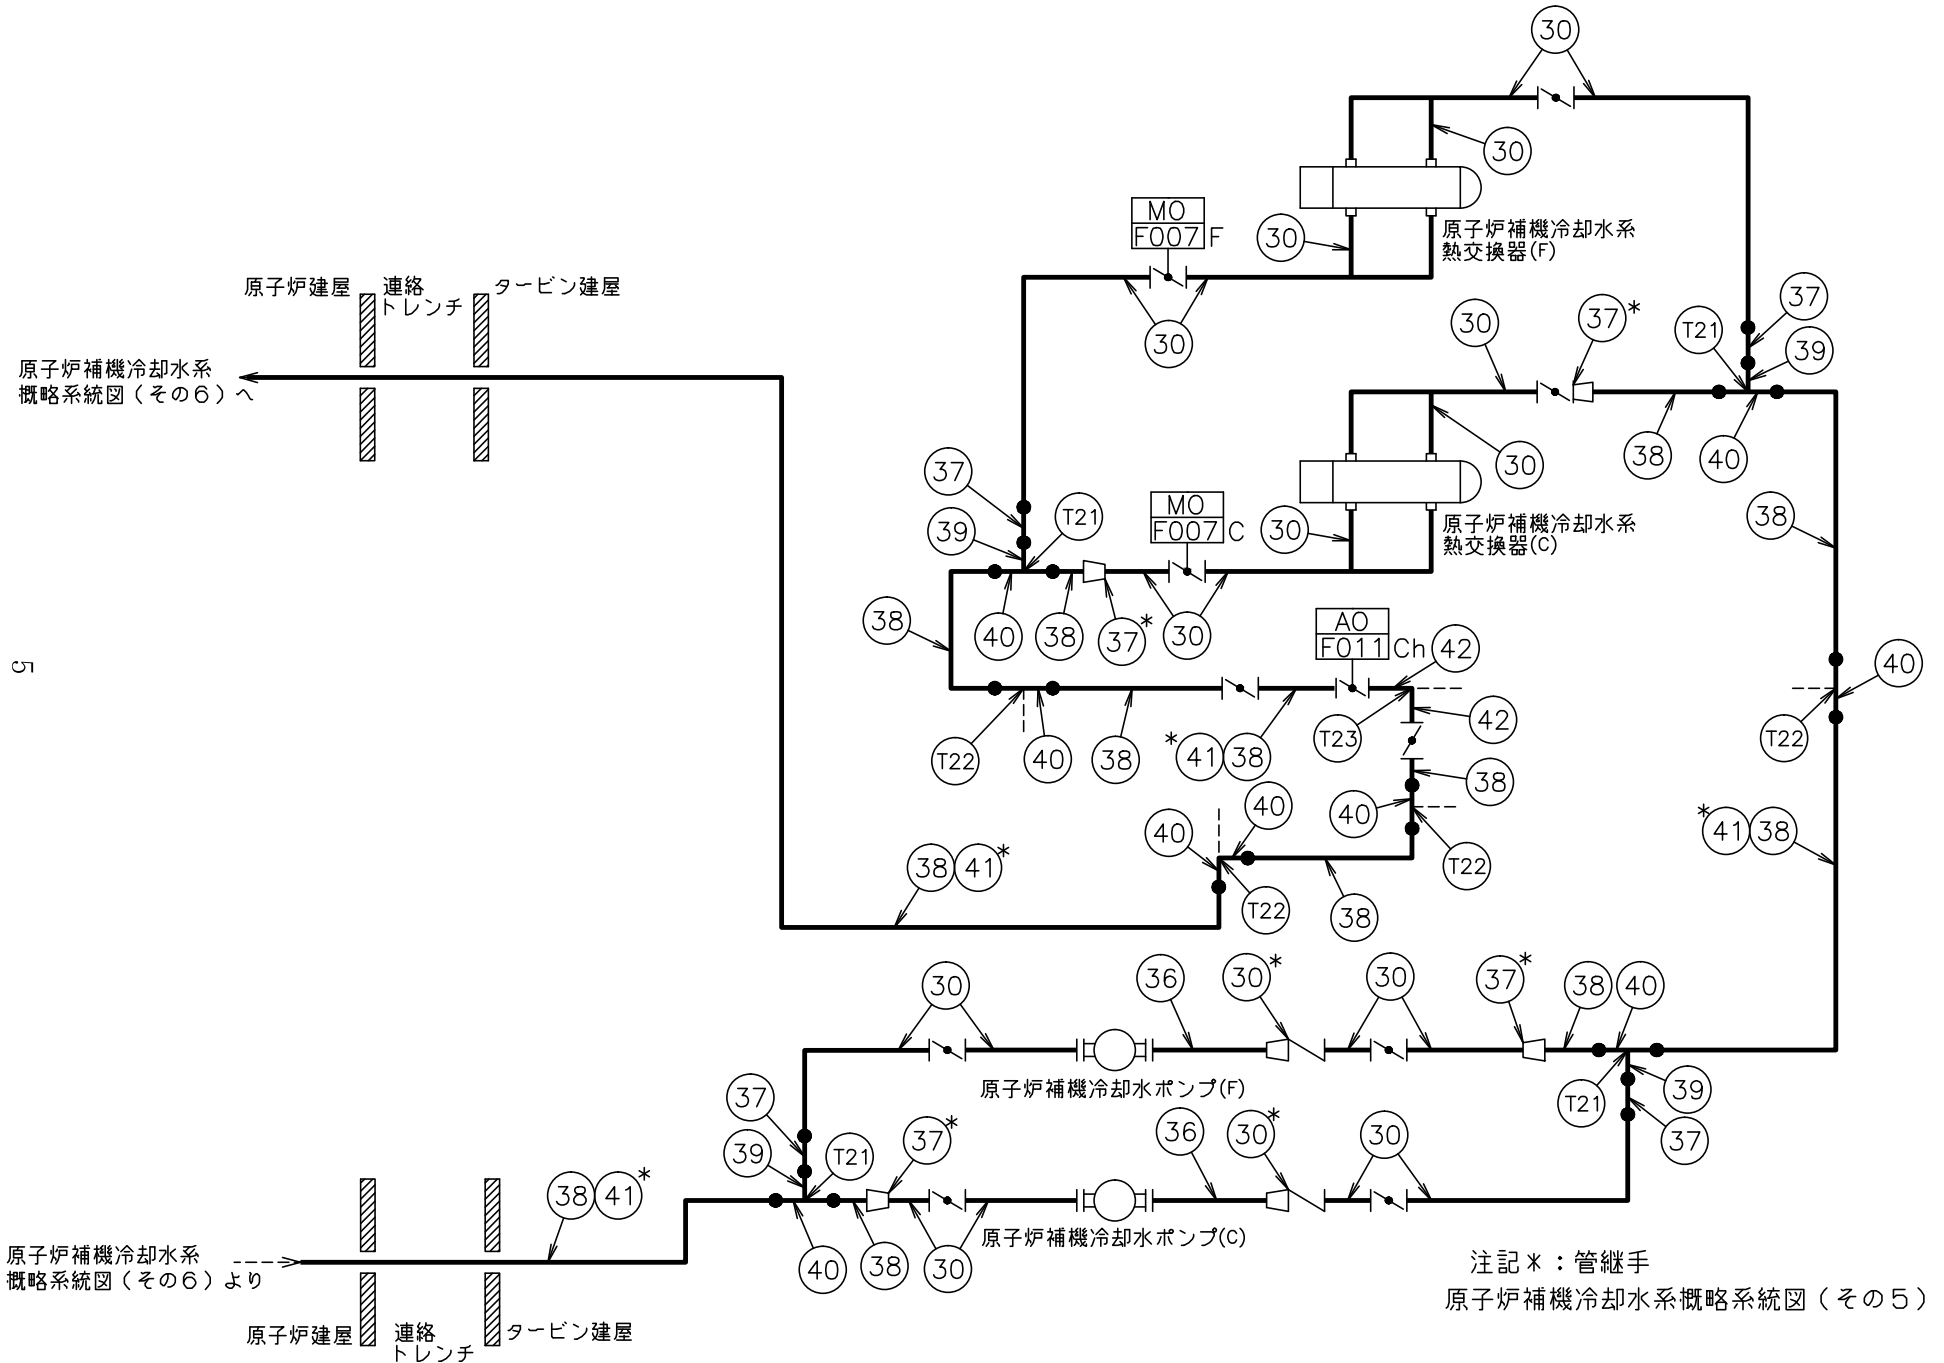 30
30
MO
F007 F
30
原子炉補機冷却水系
熱交換器(F)
原子炉建屋
連絡
トレンチ
タービン建屋
30
30
37*
T21
37
39
原子炉補機冷却水系
概略系統図(その6)へ
37
39
T21
MO
F007 C
30
30
原子炉補機冷却水系
熱交換器(C)
38
40
38
38
40
38
37*
30
AO
F011 Ch
42
5
40
T22
40
38
*41 38
T23
42
T22
38
40
40
40
T22
*41 38
38 41*
T22
38
30
36
30*
30
37*
38
40
原子炉補機冷却水ポンプ(F)
37
39
T21
37*
36
30*
30
T21
39
37
38 41*
40
38
30
原子炉補機冷却水ポンプ(C)
原子炉補機冷却水系
概略系統図(その6)より
原子炉建屋
連絡
トレンチ
タービン建屋
注記*:管継手
原子炉補機冷却水系概略系統図(その5)